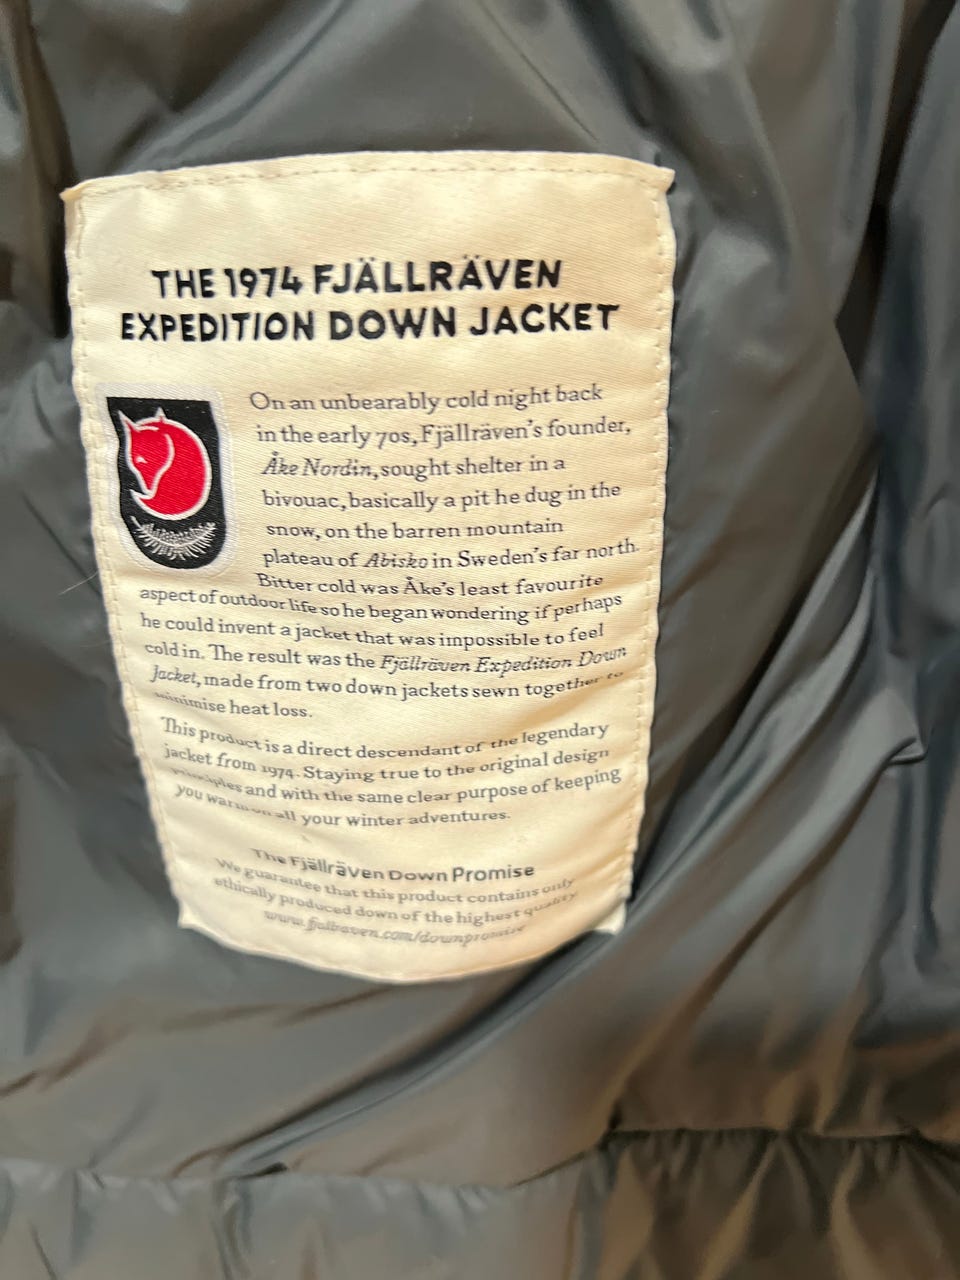 THE 1974 FJÄLLRÄVEN
EXPEDITION DOWN JACKET
On an unbearably cold night back
in the early 70s, Fjällräven's founder,
Åke Nordin, sought shelter in a
bivouac, basically a pit he dug in the
snow, on the barren mountain
plateau of Abisko in Sweden's far north.
Bitter cold was Åke's least favourite
aspect of outdoor life so he began wondering if perhaps
he could invent a jacket that was impossible to feel
cold in. The result was the Fjällräven Expedition Down
Jacket, made from two down jackets sewn together to
minimise heat loss.
This product is a direct descendant of the legendary
jacket from 1974. Staying true to the original design
principles and with the same clear purpose of keeping
you warm on all your winter adventures.
The Fjällräven Down Promise
We guarantee that this product contains only
ethically produced down of the highest quality
www.fjallraven.com/downpromise